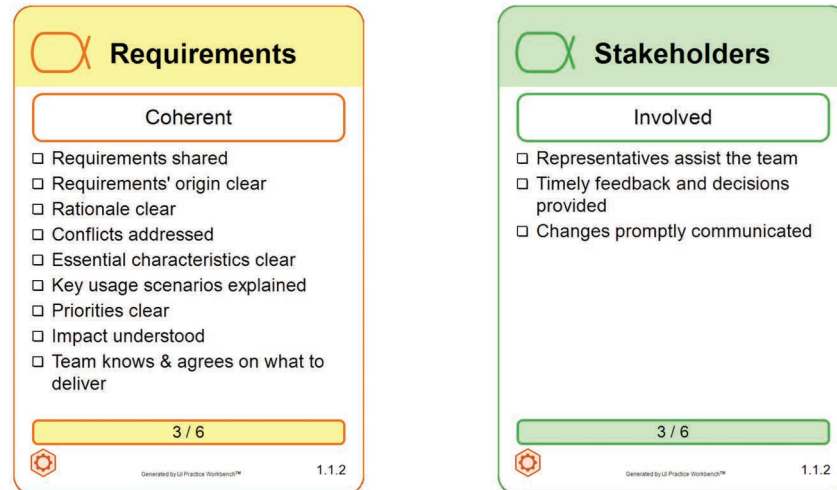 Requirements
Coherent
❏ Requirements shared
❏ Requirements' origin clear
❏ Rationale clear
❏ Conflicts addressed
❏ Essential characteristics clear
❏ Key usage scenarios explained
❏ Priorities clear
❏ Impact understood
❏ Team knows & agrees on what to
deliver
3 / 6
Generated by IJI Practice Workbench™
1.1.2
Stakeholders
Involved
❏ Representatives assist the team
❏ Timely feedback and decisions
provided
❏ Changes promptly communicated
3 / 6
Generated by IJI Practice Workbench™
1.1.2